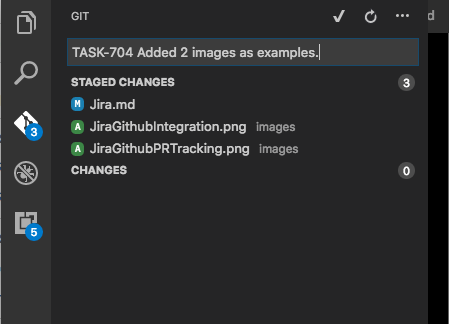 GIT
d
TASK-704 Added 2 images as examples.
STAGED CHANGES 3
M Jira.md
A JiraGithubIntegration.png images
3
A JiraGithubPRTracking.png images
CHANGES 0
5